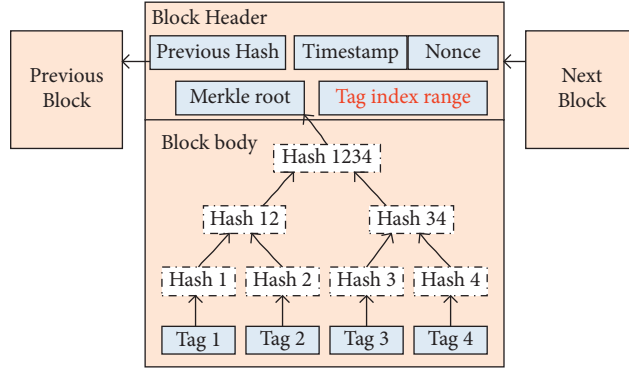 Block Header
Previous Hash
Timestamp
Nonce
Previous
Block
Next
Block
Merkle root
Tag index range
Block body
Hash 1234
Hash 12
Hash 34
Hash 1
Hash 2
Hash 3
Hash 4
Tag 1
Tag 2
Tag 3
Tag 4